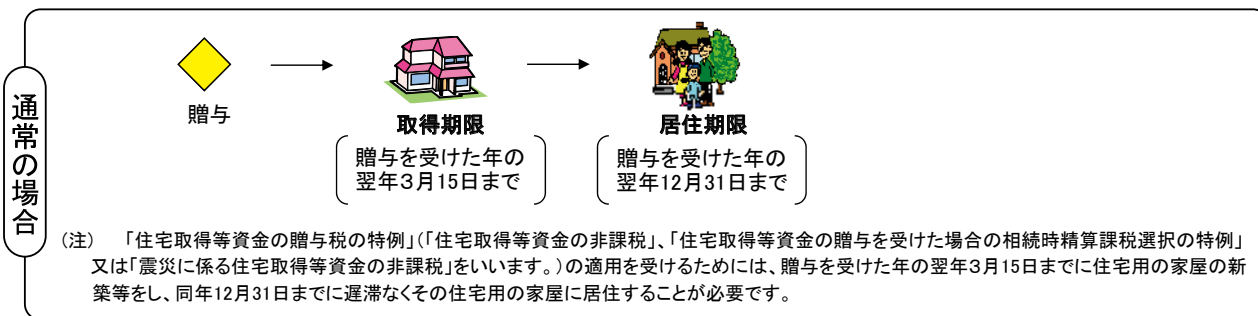 通常の場合
贈与
取得期限
贈与を受けた年の
翌年３月15日まで
居住期限
贈与を受けた年の
翌年12月31日まで
(注)　「住宅取得等資金の贈与税の特例」(「住宅取得等資金の非課税」、「住宅取得等資金の贈与を受けた場合の相続時精算課税選択の特例」
又は「震災に係る住宅取得等資金の非課税」をいいます。)の適用を受けるためには、贈与を受けた年の翌年３月15日までに住宅用の家屋の新
築等をし、同年12月31日までに遅滞なくその住宅用の家屋に居住することが必要です。